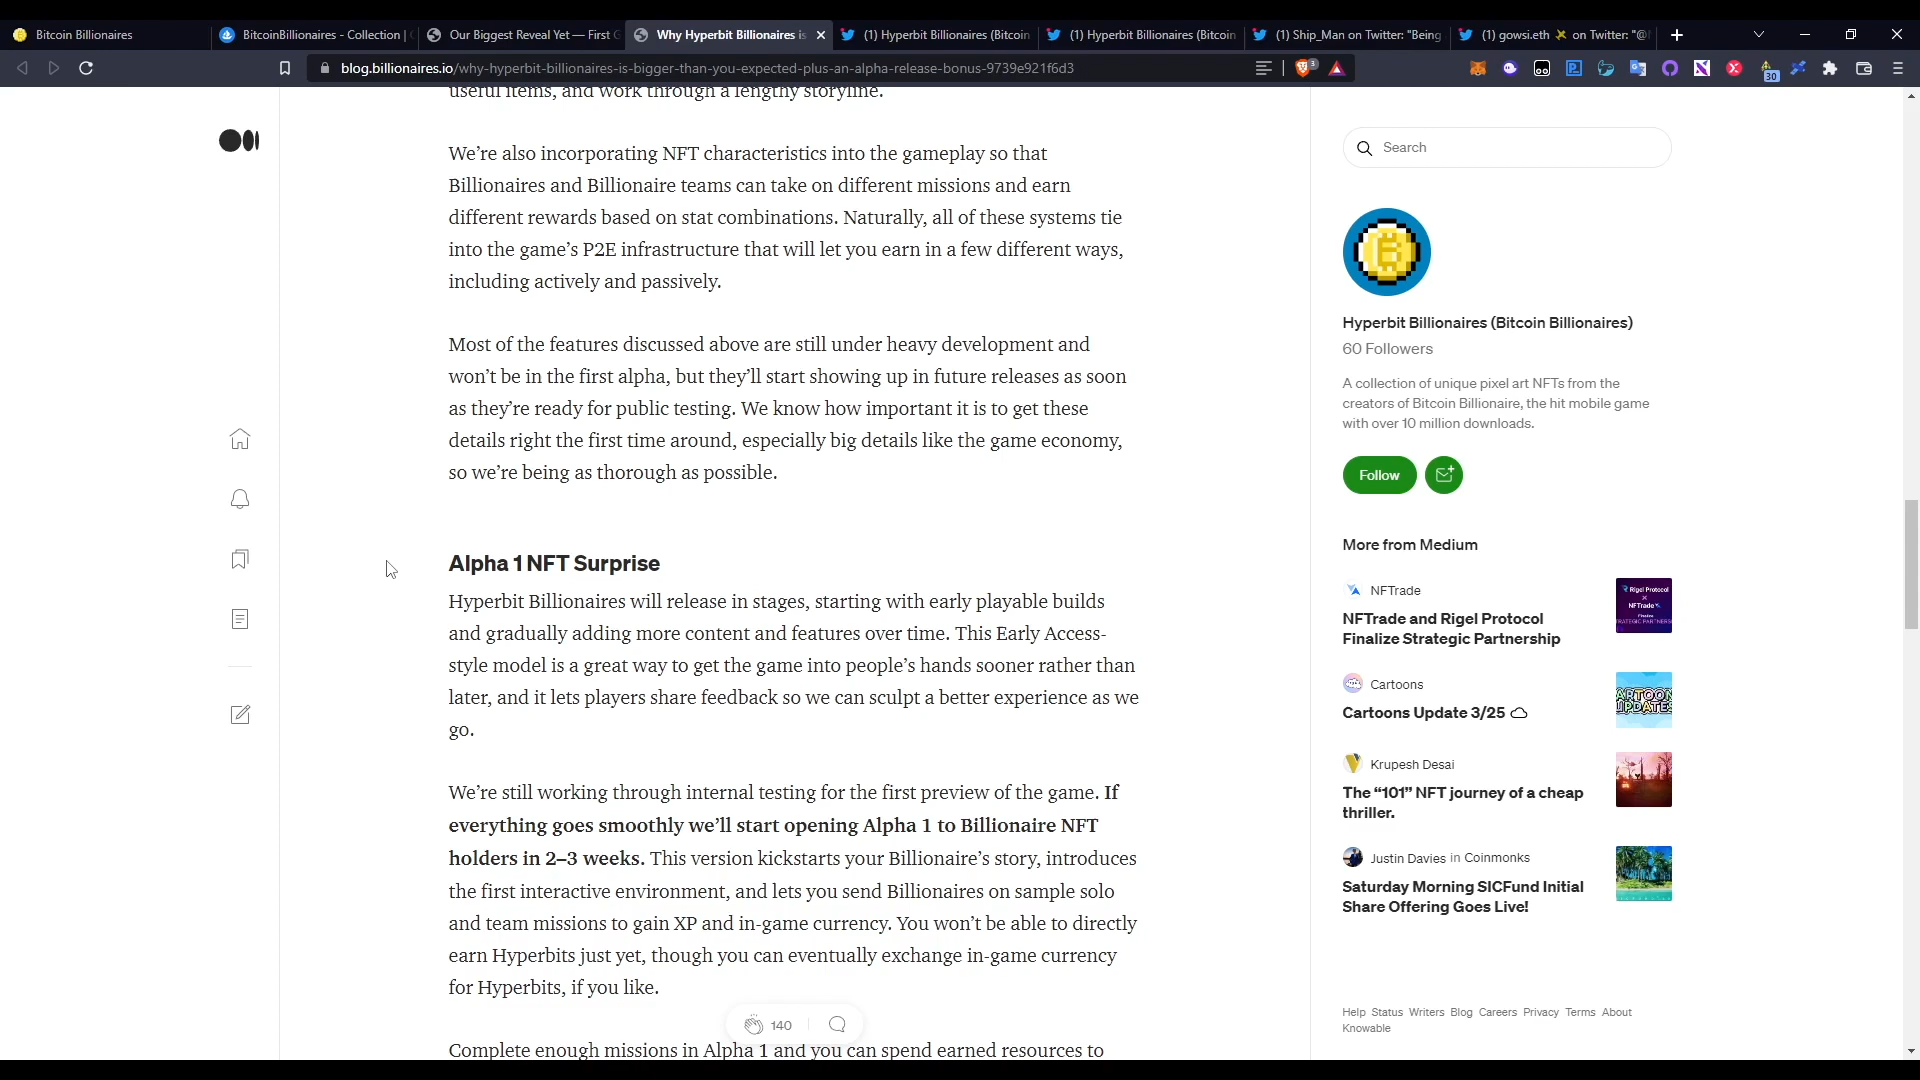 Bitcoin Billionaires
BitcoinBillionaires - Collection |
Our Biggest Reveal Yet — First
Why Hyperbit Billionaires is
(1) Hyperbit Billionaires (Bitcoin
(1) Hyperbit Billionaires (Bitcoin
(1) Ship_Man on Twitter: "Being
(1) gowsi.eth on Twitter: "@
blog.billionaires.io/why-hyperbit-billionaires-is-bigger-than-you-expected-plus-an-alpha-release-bonus-9739e921f6d3
3
30
useful items, and work through a lengthy storyline.
We’re also incorporating NFT characteristics into the gameplay so that
Billionaires and Billionaire teams can take on different missions and earn
different rewards based on stat combinations. Naturally, all of these systems tie
into the game’s P2E infrastructure that will let you earn in a few different ways,
including actively and passively.
Most of the features discussed above are still under heavy development and
won’t be in the first alpha, but they’ll start showing up in future releases as soon
as they’re ready for public testing. We know how important it is to get these
details right the first time around, especially big details like the game economy,
so we’re being as thorough as possible.
Alpha 1 NFT Surprise
Hyperbit Billionaires will release in stages, starting with early playable builds
and gradually adding more content and features over time. This Early Access-
style model is a great way to get the game into people’s hands sooner rather than
later, and it lets players share feedback so we can sculpt a better experience as we
go.
We’re still working through internal testing for the first preview of the game. If
everything goes smoothly we’ll start opening Alpha 1 to Billionaire NFT
holders in 2–3 weeks. This version kickstarts your Billionaire’s story, introduces
the first interactive environment, and lets you send Billionaires on sample solo
and team missions to gain XP and in-game currency. You won’t be able to directly
earn Hyperbits just yet, though you can eventually exchange in-game currency
for Hyperbits, if you like.
140
Complete enough missions in Alpha 1 and you can spend earned resources to
Search
Hyperbit Billionaires (Bitcoin Billionaires)
60 Followers
A collection of unique pixel art NFTs from the
creators of Bitcoin Billionaire, the hit mobile game
with over 10 million downloads.
Follow
More from Medium
NFTrade
NFTrade and Rigel Protocol
Finalize Strategic Partnership
Rigel Protocol
X
NFTrade
Cartoons
Cartoons Update 3/25
Krupesh Desai
The “101” NFT journey of a cheap
thriller.
Justin Davies in Coinmonks
Saturday Morning SICFund Initial
Share Offering Goes Live!
Help Status Writers Blog Careers Privacy Terms About
Knowable